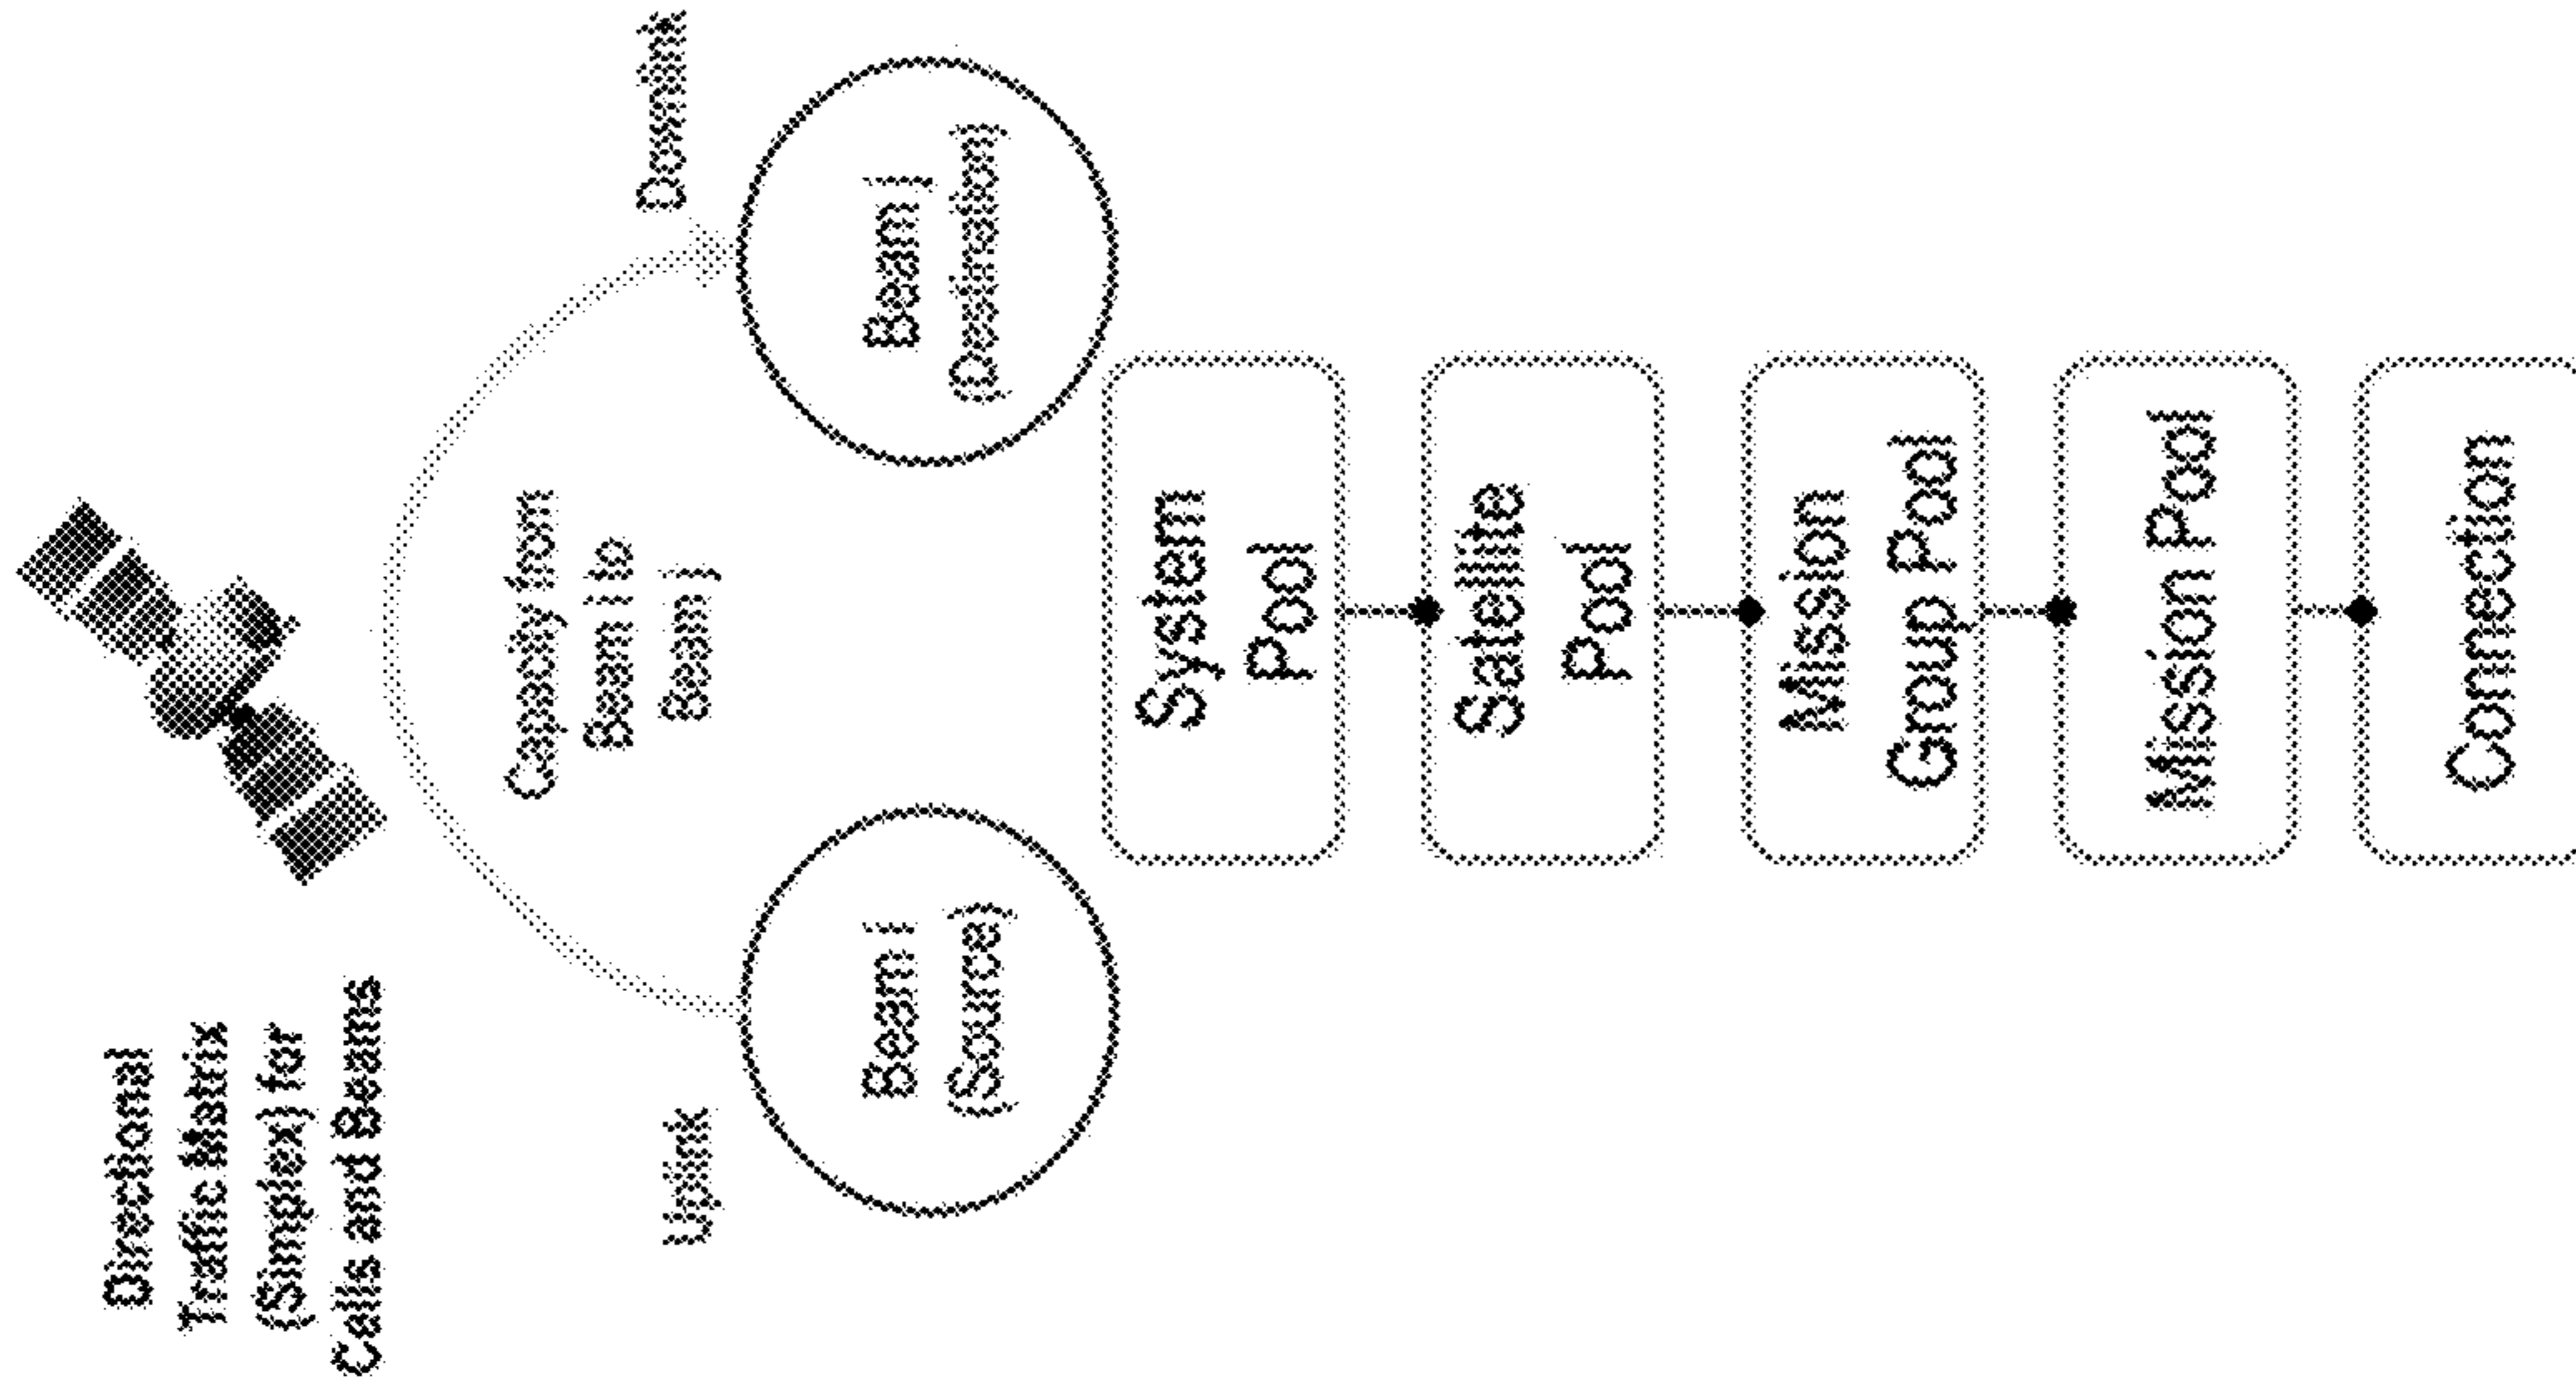 Directional
Traffic Matrix
(Simplex) for
Calls and Beams
Uplink
Capacity from
Beam i to
Beam j
Downlink
Beam i
(Source)
Beam j
(Destination)
System
Pool
Satellite
Pool
Mission
Group Pool
Mission Pool
Connection